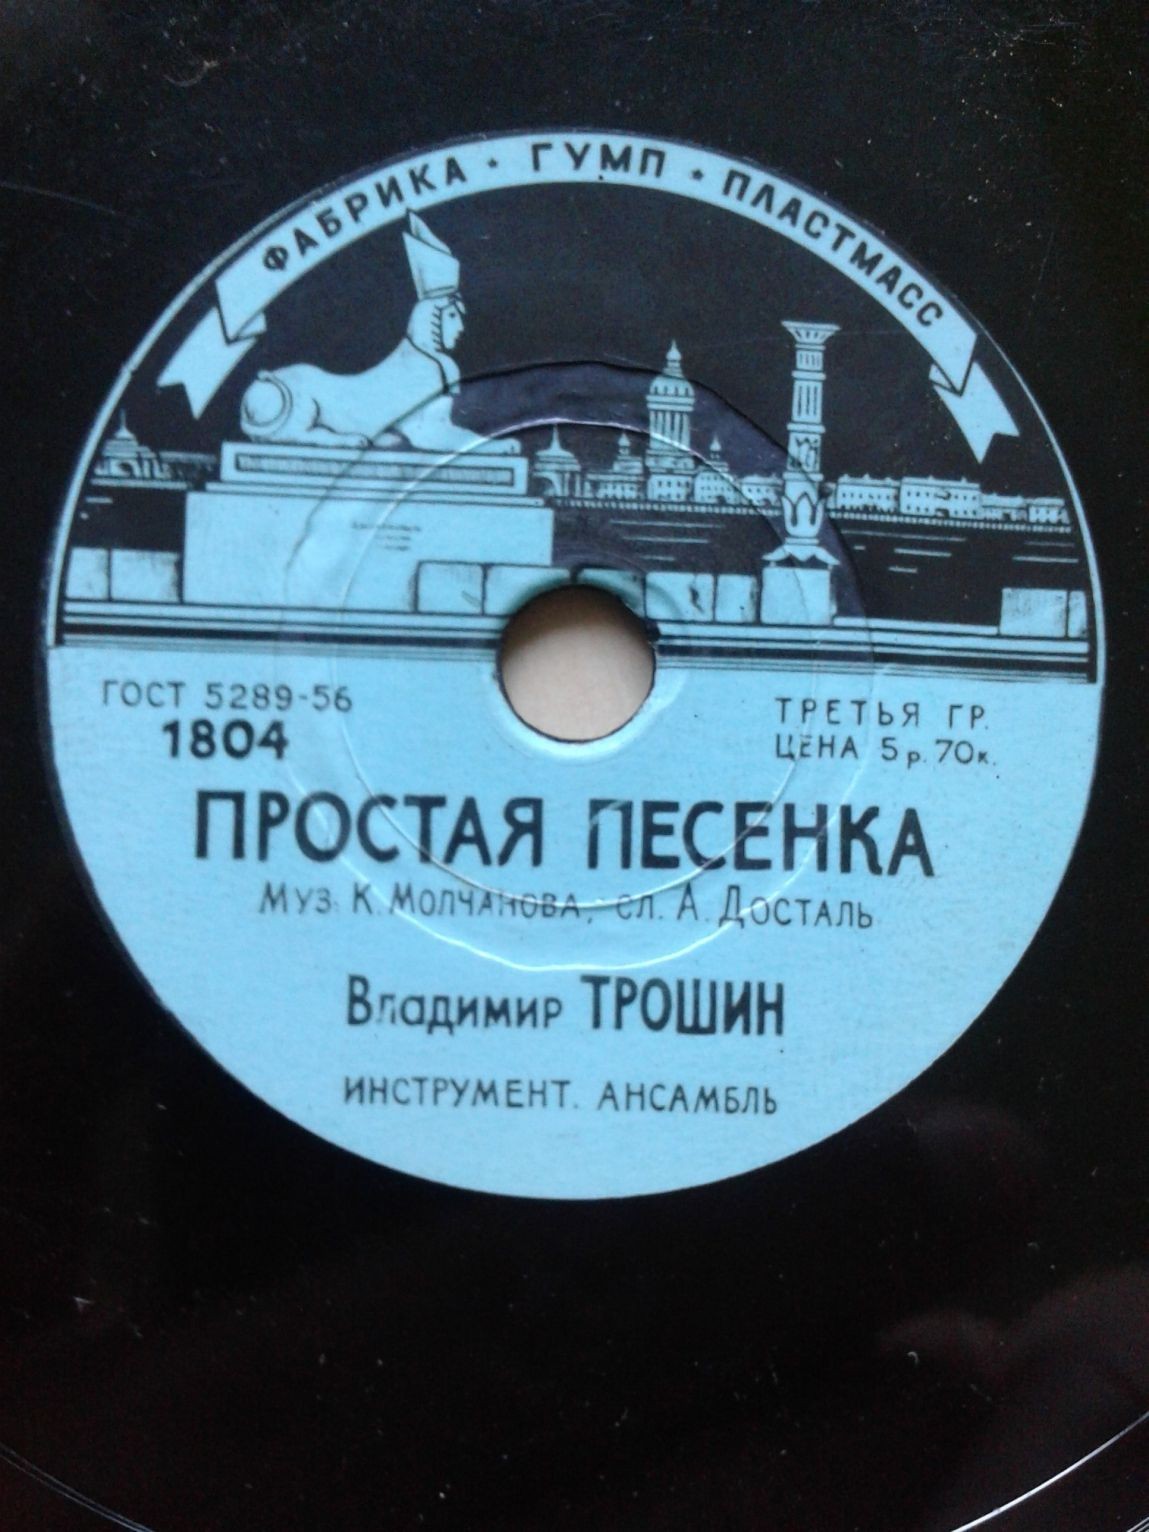 ФАБРИКА · ГУМП · ПЛАСТМАСС
ГОСТ 5289-56
1804
ТРЕТЬЯ ГР.
ЦЕНА 5р. 70к.
ПРОСТАЯ ПЕСЕНКА
Муз. К. Молчанова, сл. А. Досталь
Владимир ТРОШИН
ИНСТРУМЕНТ. АНСАМБЛЬ